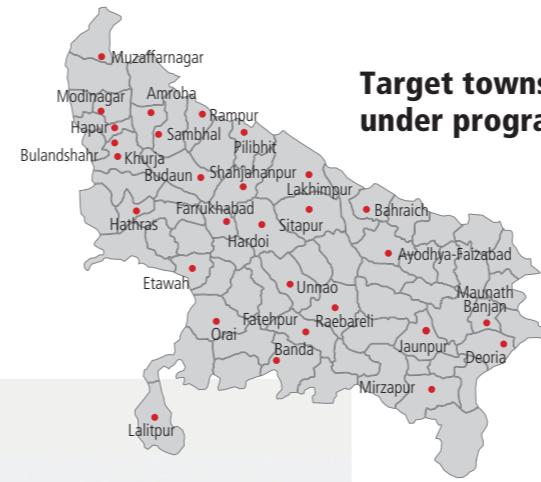 Target towns
under progra
Muzaffarnagar
Modinagar
Amroha
Hapur
Rampur
Sambhal
Pilibhit
Bulandshahr
Khurja
Budaun
Shahjahanpur
Lakhimpur
Hathras
Farrukhabad
Hardoi
Sitapur
Bahraich
Ayodhya-Faizabad
Etawah
Unnao
Maunath
Banjan
Orai
Fatehpur
Raebareli
Jaunpur
Deoria
Banda
Mirzapur
Lalitpur